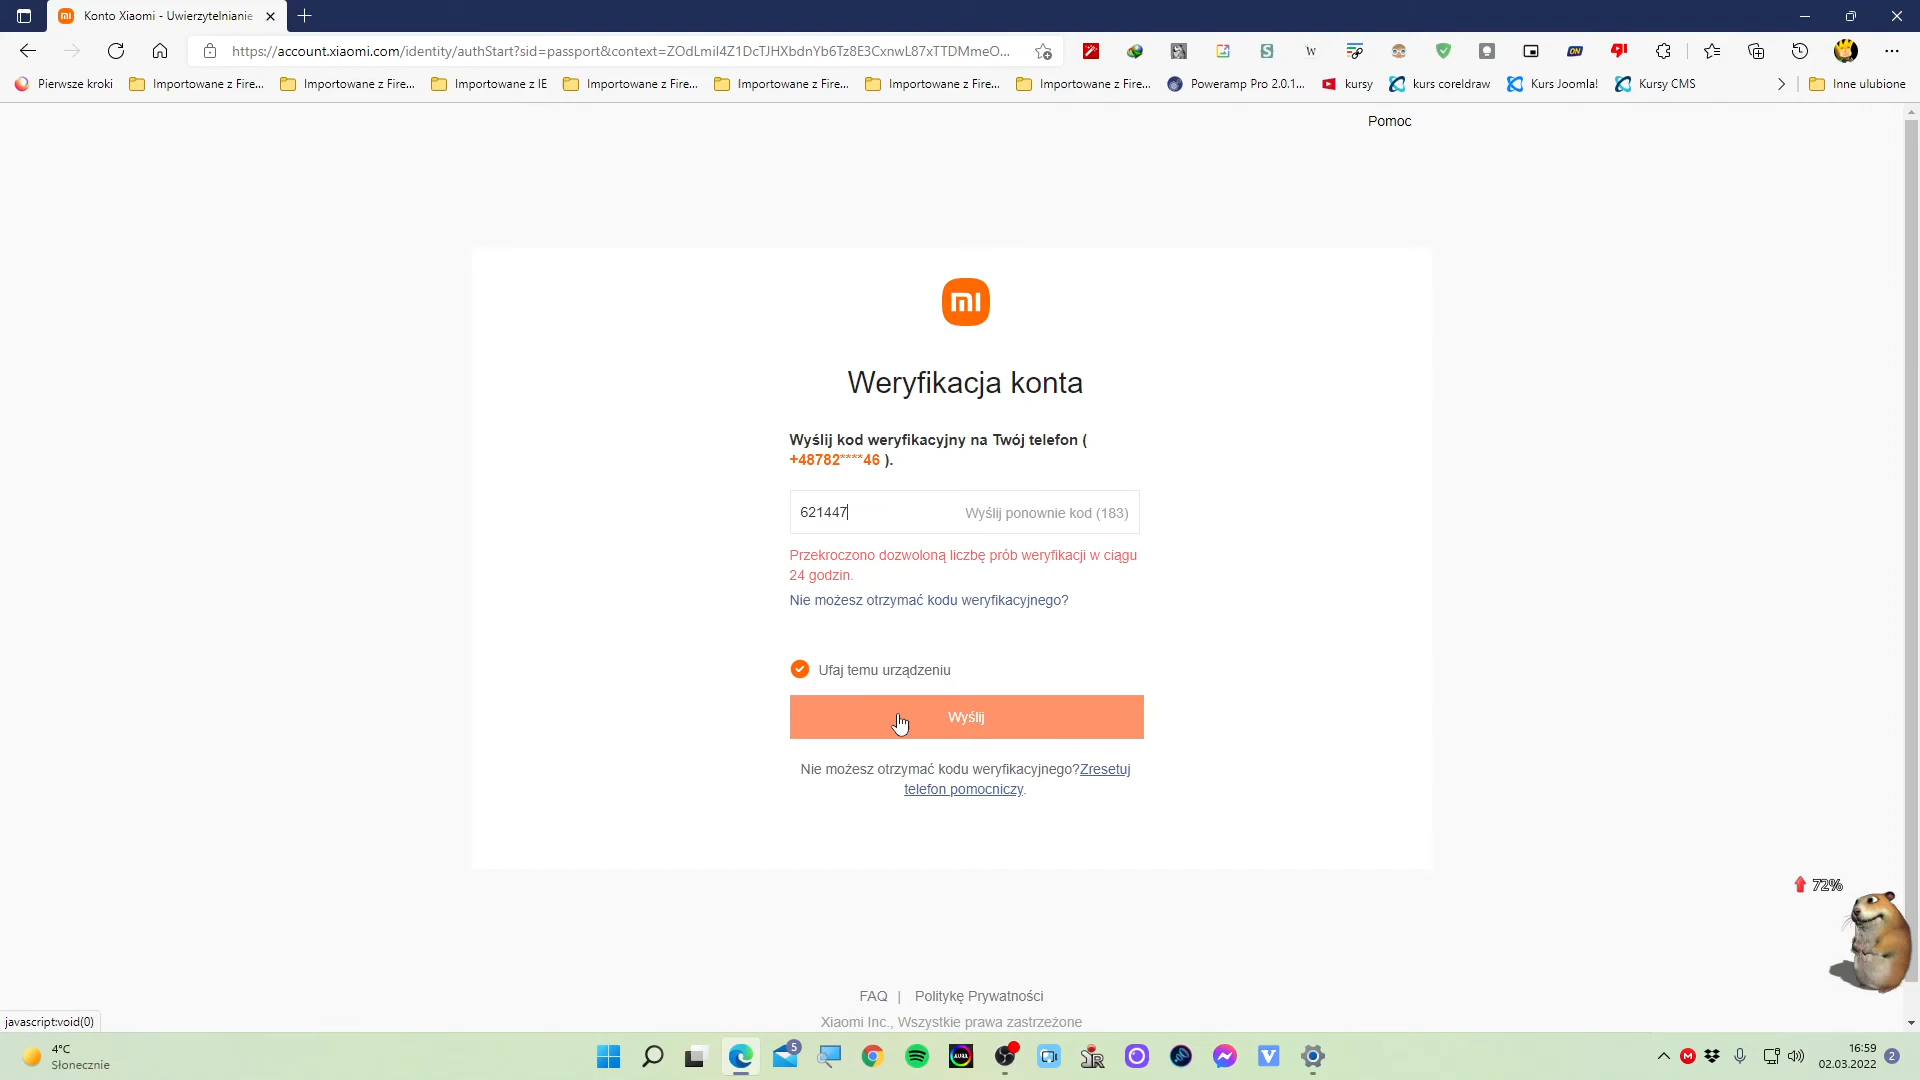 Konto Xiaomi - Uwierzytelnianie
https://account.xiaomi.com/identity/authStart?sid=passport&context=ZOdLmiI4Z1DcTJHXbdnYb6Tz8E3CxnwL87xTTDMmeO...
Pierwsze kroki
Importowane z Fire...
Importowane z Fire...
Importowane z IE
Importowane z Fire...
Importowane z Fire...
Importowane z Fire...
Importowane z Fire...
Poweramp Pro 2.0.1...
kursy
kurs coreldraw
Kurs Joomla!
Kursy CMS
Inne ulubione
Pomoc
Weryfikacja konta
Wyślij kod weryfikacyjny na Twój telefon (
+48782****46 ).
621447
Wyślij ponownie kod (183)
Przekroczono dozwoloną liczbę prób weryfikacji w ciągu
24 godzin.
Nie możesz otrzymać kodu weryfikacyjnego?
Ufaj temu urządzeniu
Wyślij
Nie możesz otrzymać kodu weryfikacyjnego?Zresetuj
telefon pomocniczy.
72%
FAQ | Politykę Prywatności
Xiaomi Inc., Wszystkie prawa zastrzeżone
javascript:void(0)
4°C
Słonecznie
5
16:59
02.03.2022
2